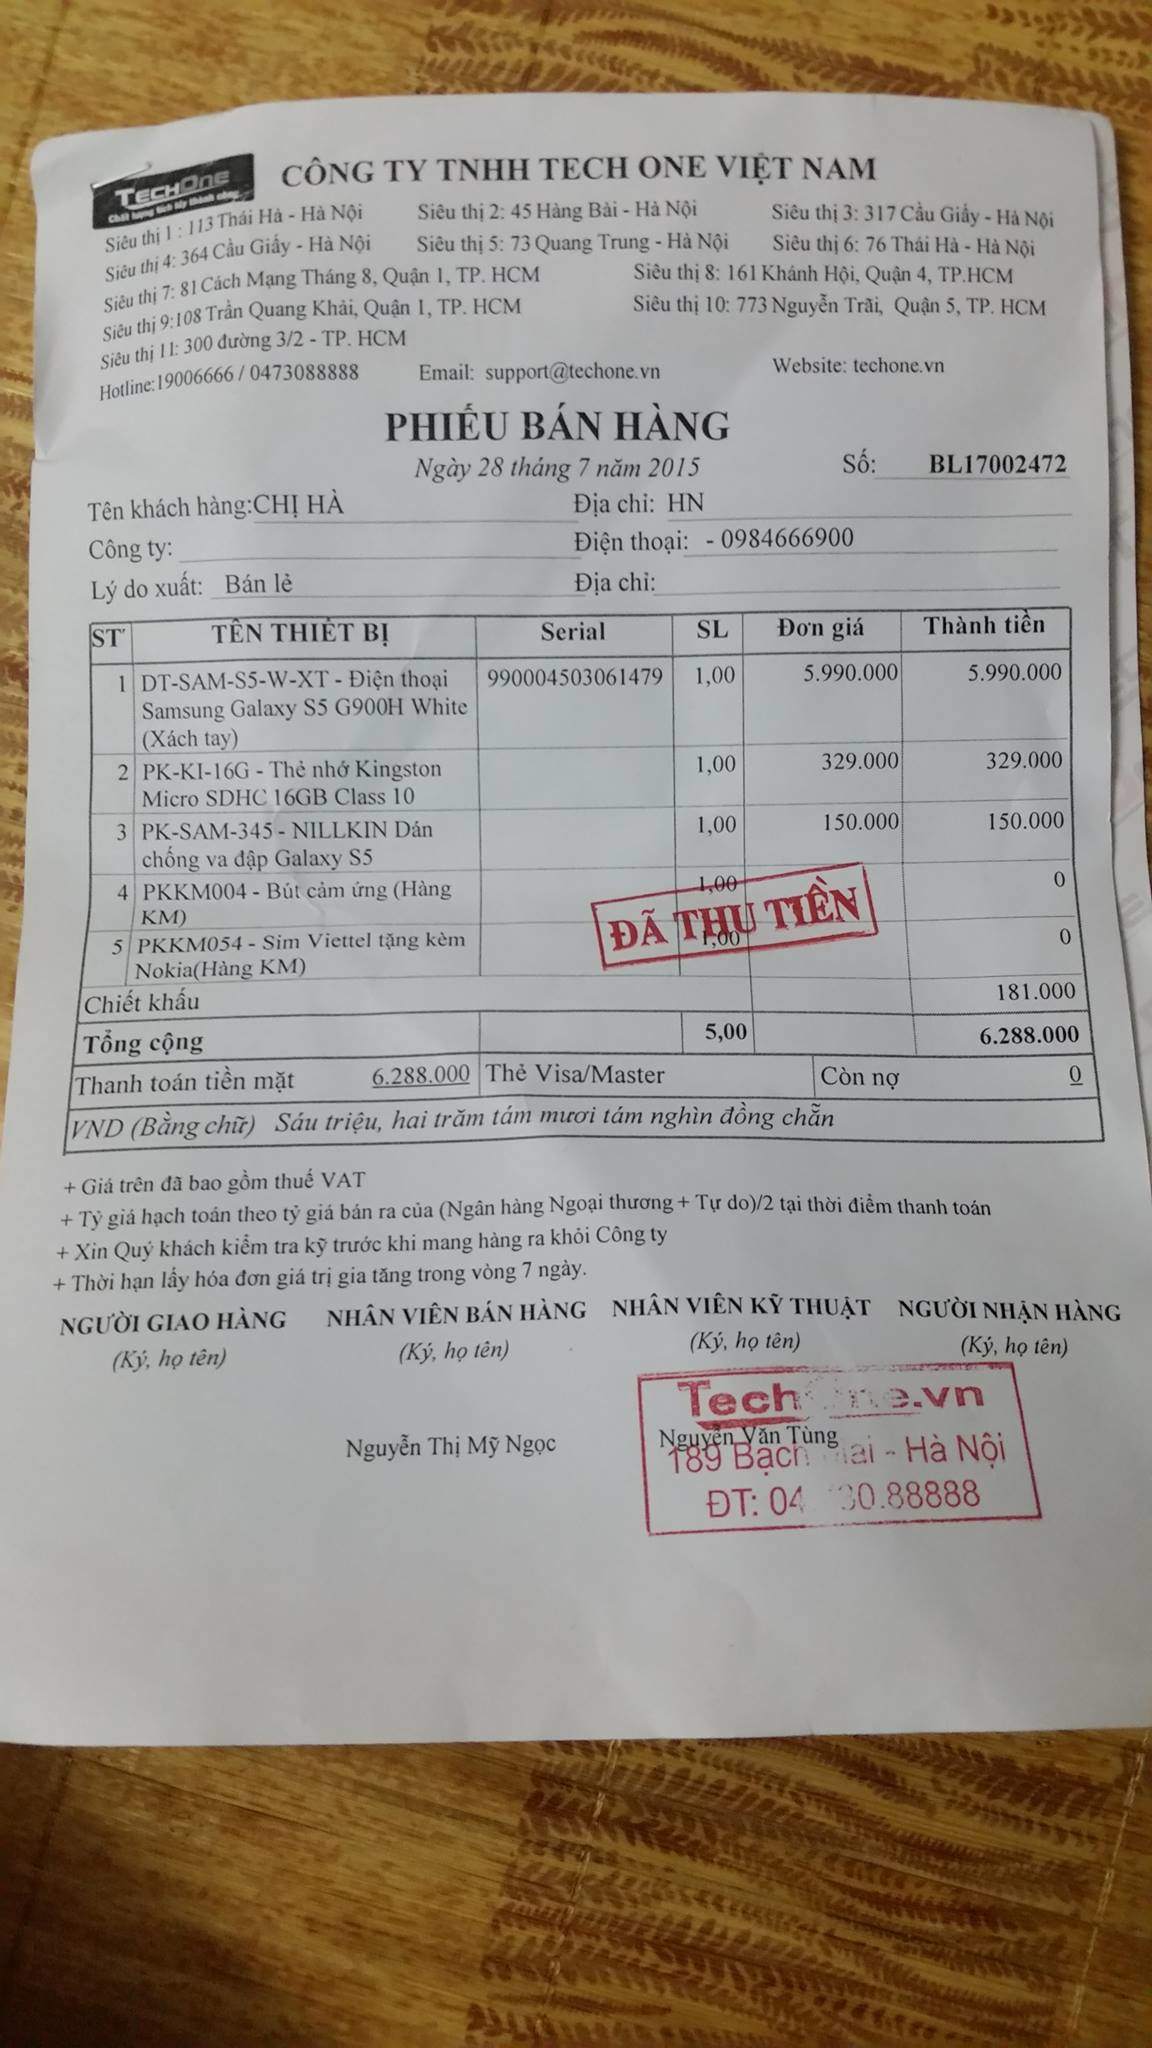 TECHONE
CÔNG TY TNHH TECH ONE VIỆT NAM
Siêu thị 1 : 113 Thái Hà - Hà Nội Siêu thị 2: 45 Hàng Bài - Hà Nội Siêu thị 3: 317 Cầu Giấy - Hà Nội
Siêu thị 4: 364 Cầu Giấy - Hà Nội Siêu thị 5: 73 Quang Trung - Hà Nội Siêu thị 6: 76 Thái Hà - Hà Nội
Siêu thị 7: 81 Cách Mạng Tháng 8, Quận 1, TP. HCM Siêu thị 8: 161 Khánh Hội, Quận 4, TP.HCM
Siêu thị 9:108 Trần Quang Khải, Quận 1, TP. HCM Siêu thị 10: 773 Nguyễn Trãi, Quận 5, TP. HCM
Siêu thị 11: 300 đường 3/2 - TP. HCM
Hotline:19006666 / 0473088888 Email: support@techone.vn Website: techone.vn
PHIẾU BÁN HÀNG
Ngày 28 tháng 7 năm 2015 Số: BL17002472
Tên khách hàng:CHỊ HÀ Địa chỉ: HN
Công ty: Điện thoại: - 0984666900
Lý do xuất: Bán lẻ Địa chỉ:
ST TÊN THIẾT BỊ Serial SL Đơn giá Thành tiền
1 DT-SAM-S5-W-XT - Điện thoại 990004503061479 1,00 5.990.000 5.990.000
Samsung Galaxy S5 G900H White
(Xách tay)
2 PK-KI-16G - Thẻ nhớ Kingston 1,00 329.000 329.000
Micro SDHC 16GB Class 10
3 PK-SAM-345 - NILLKIN Dán 1,00 150.000 150.000
chống va đập Galaxy S5
4 PKKM004 - Bút cảm ứng (Hàng 1,00 0
KM)
ĐÃ THU TIỀN
5 PKKM054 - Sim Viettel tặng kèm 1,00 0
Nokia(Hàng KM)
Chiết khấu 181.000
Tổng cộng 5,00 6.288.000
Thanh toán tiền mặt 6.288.000 Thẻ Visa/Master Còn nợ 0
VND (Bằng chữ) Sáu triệu, hai trăm tám mươi tám nghìn đồng chẵn
+ Giá trên đã bao gồm thuế VAT
+ Tỷ giá hạch toán theo tỷ giá bán ra của (Ngân hàng Ngoại thương + Tự do)/2 tại thời điểm thanh toán
+ Xin Quý khách kiểm tra kỹ trước khi mang hàng ra khỏi Công ty
+ Thời hạn lấy hóa đơn giá trị gia tăng trong vòng 7 ngày.
NGƯỜI GIAO HÀNG NHÂN VIÊN BÁN HÀNG NHÂN VIÊN KỸ THUẬT NGƯỜI NHẬN HÀNG
(Ký, họ tên) (Ký, họ tên) (Ký, họ tên) (Ký, họ tên)
TechOne.vn
Nguyễn Thị Mỹ Ngọc Nguyễn Văn Tùng
189 Bạch Mai - Hà Nội
ĐT: